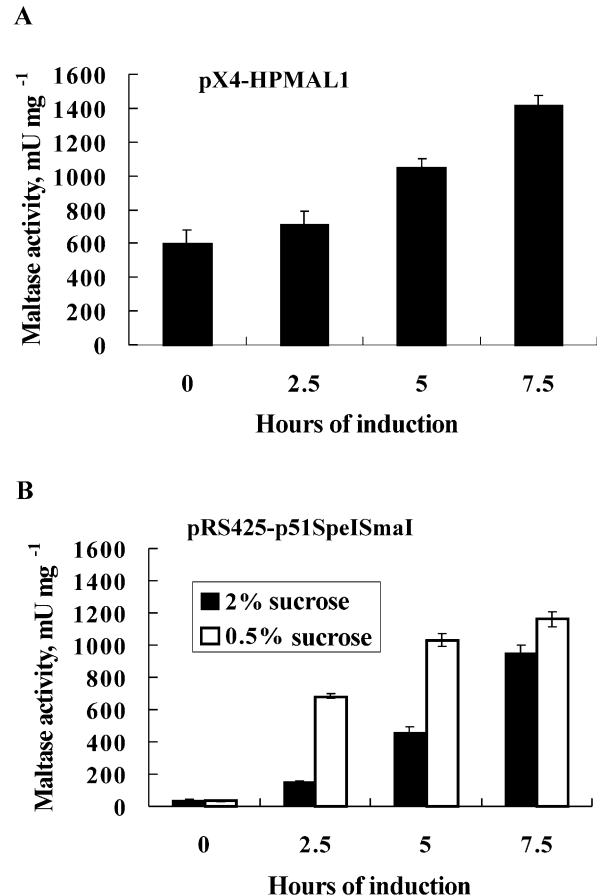 A
pX4-HPMAL1
Maltase activity, mU mg -1
1600
1400
1200
1000
800
600
400
200
0
0 2.5 5 7.5
Hours of induction
B
pRS425-p51SpeISmaI
Maltase activity, mU mg -1
1600
1400
1200
1000
800
600
400
200
0
2% sucrose
0.5% sucrose
0 2.5 5 7.5
Hours of induction